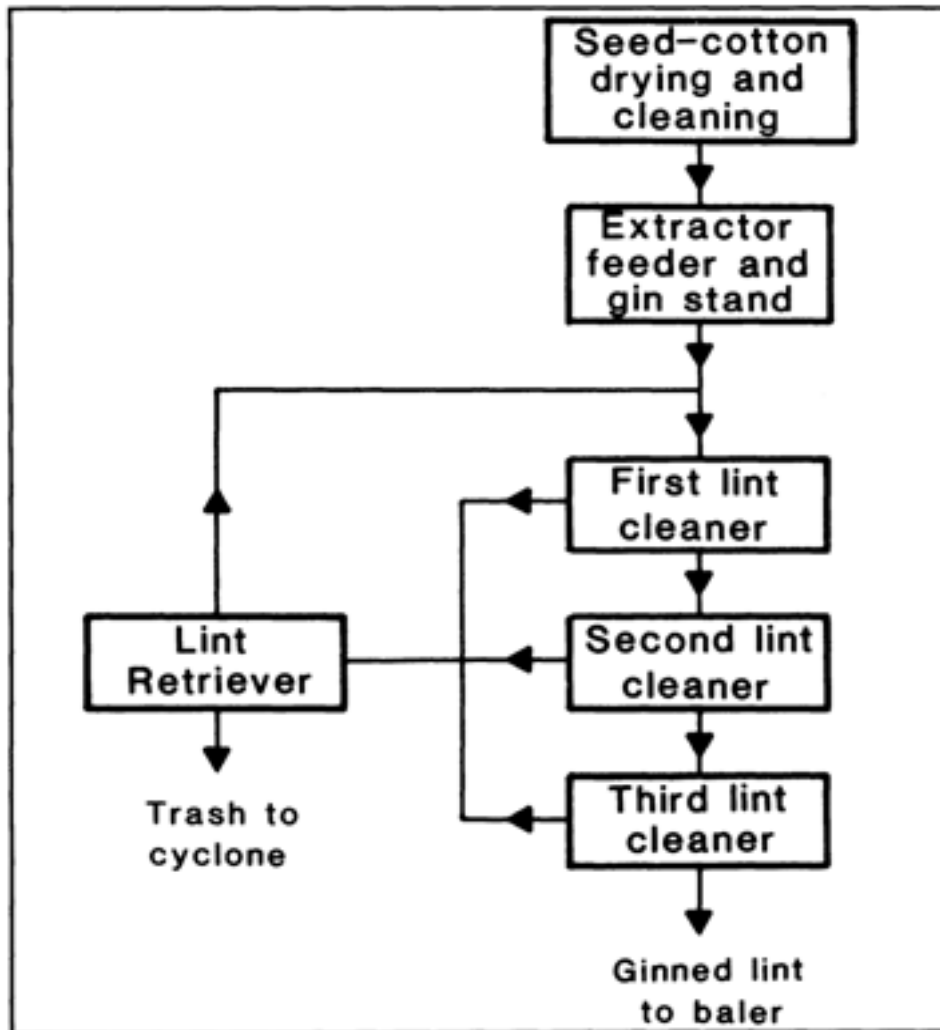 Seed-cotton
drying and
cleaning
Extractor
feeder and
gin stand
First lint
cleaner
Lint
Retriever
Second lint
cleaner
Trash to
cyclone
Third lint
cleaner
Ginned lint
to baler